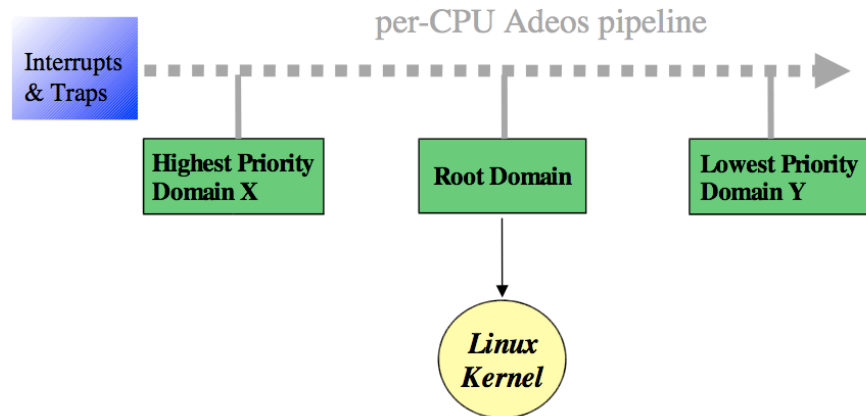 per-CPU Adeos pipeline
Interrupts
& Traps
Highest Priority
Domain X
Root Domain
Lowest Priority
Domain Y
Linux
Kernel